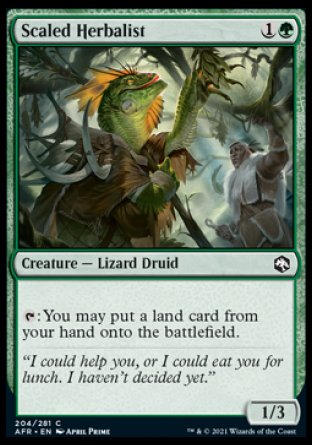 Scaled Herbalist 1
Creature — Lizard Druid
:You may put a land card from
your hand onto the battlefield.
“I could help you, or I could eat you for
lunch. I haven’t decided yet.”
1/3
204/281 C
AFR • EN April Prime
™ & © 2021 Wizards of the Coast